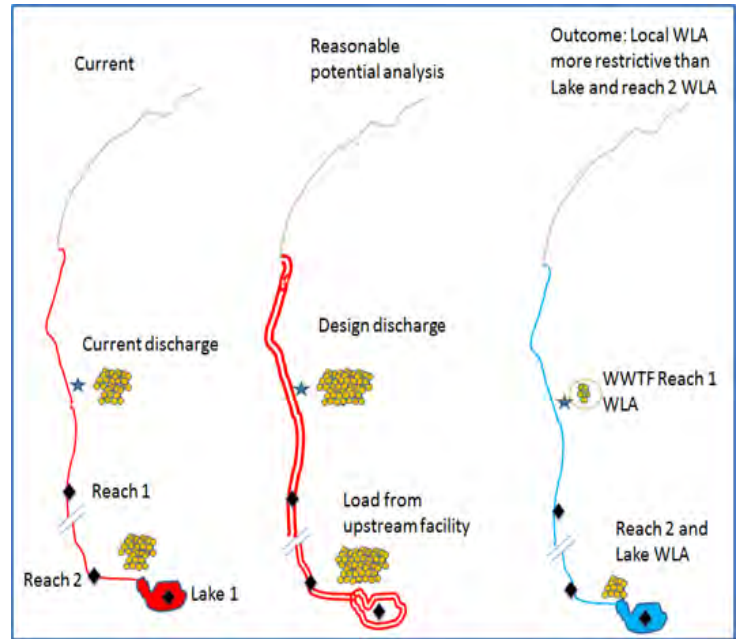 Current
Current discharge
Reach 1
Reach 2
Lake 1
Reasonable
potential analysis
Design discharge
Load from
upstream facility
Outcome: Local WLA
more restrictive than
Lake and reach 2 WLA
WWTF Reach 1
WLA
Reach 2 and
Lake WLA